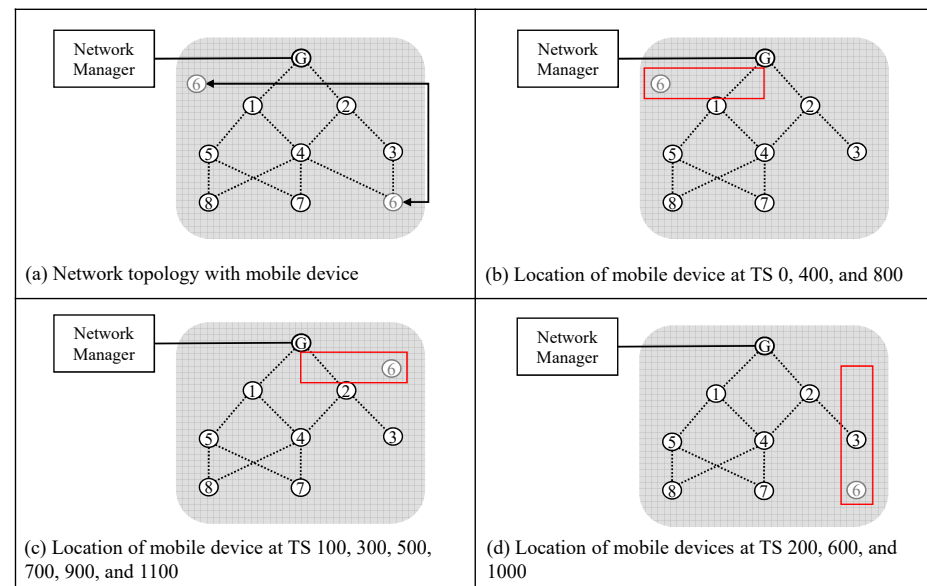 Network
Manager
G
6
1
2
5
4
3
8
7
6
(a) Network topology with mobile device
Network
Manager
G
6
1
2
5
4
3
8
7
(b) Location of mobile device at TS 0, 400, and 800
Network
Manager
G
6
1
2
5
4
3
8
7
(c) Location of mobile device at TS 100, 300, 500,
700, 900, and 1100
Network
Manager
G
1
2
5
4
3
8
7
6
(d) Location of mobile devices at TS 200, 600, and
1000